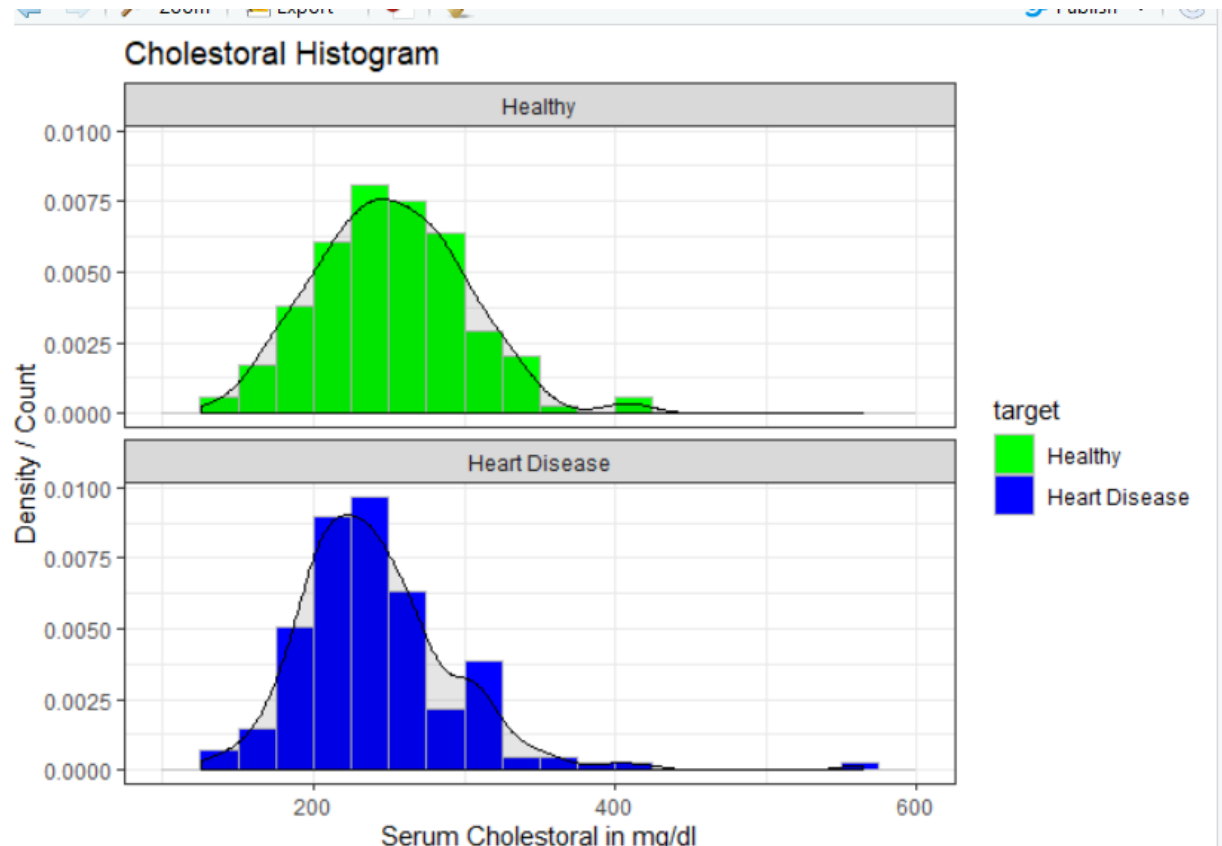 Zoom Export Publish
Cholestoral Histogram
Healthy
0.0100
0.0075
0.0050
0.0025
0.0000
Heart Disease
0.0100
0.0075
0.0050
0.0025
0.0000
Density / Count
200 400 600
Serum Cholestoral in mg/dl
target
Healthy
Heart Disease